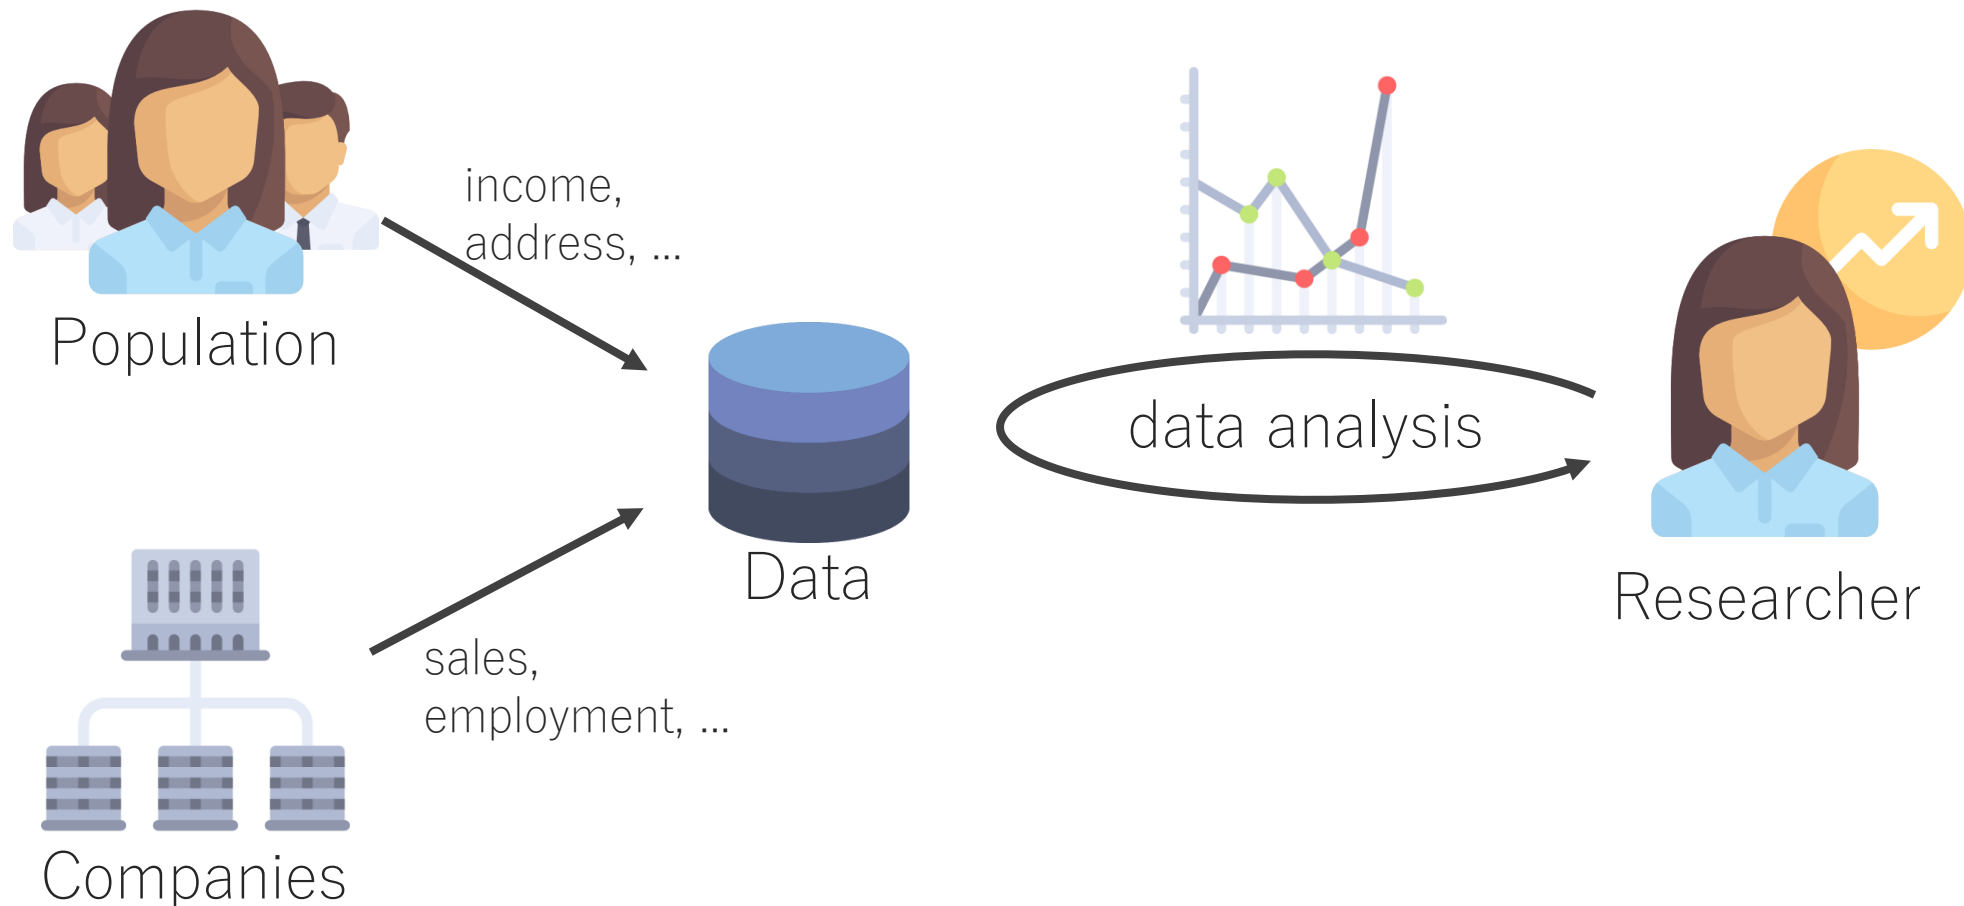 income,
address, ...
Population
data analysis
Data
Researcher
sales,
employment, ...
Companies